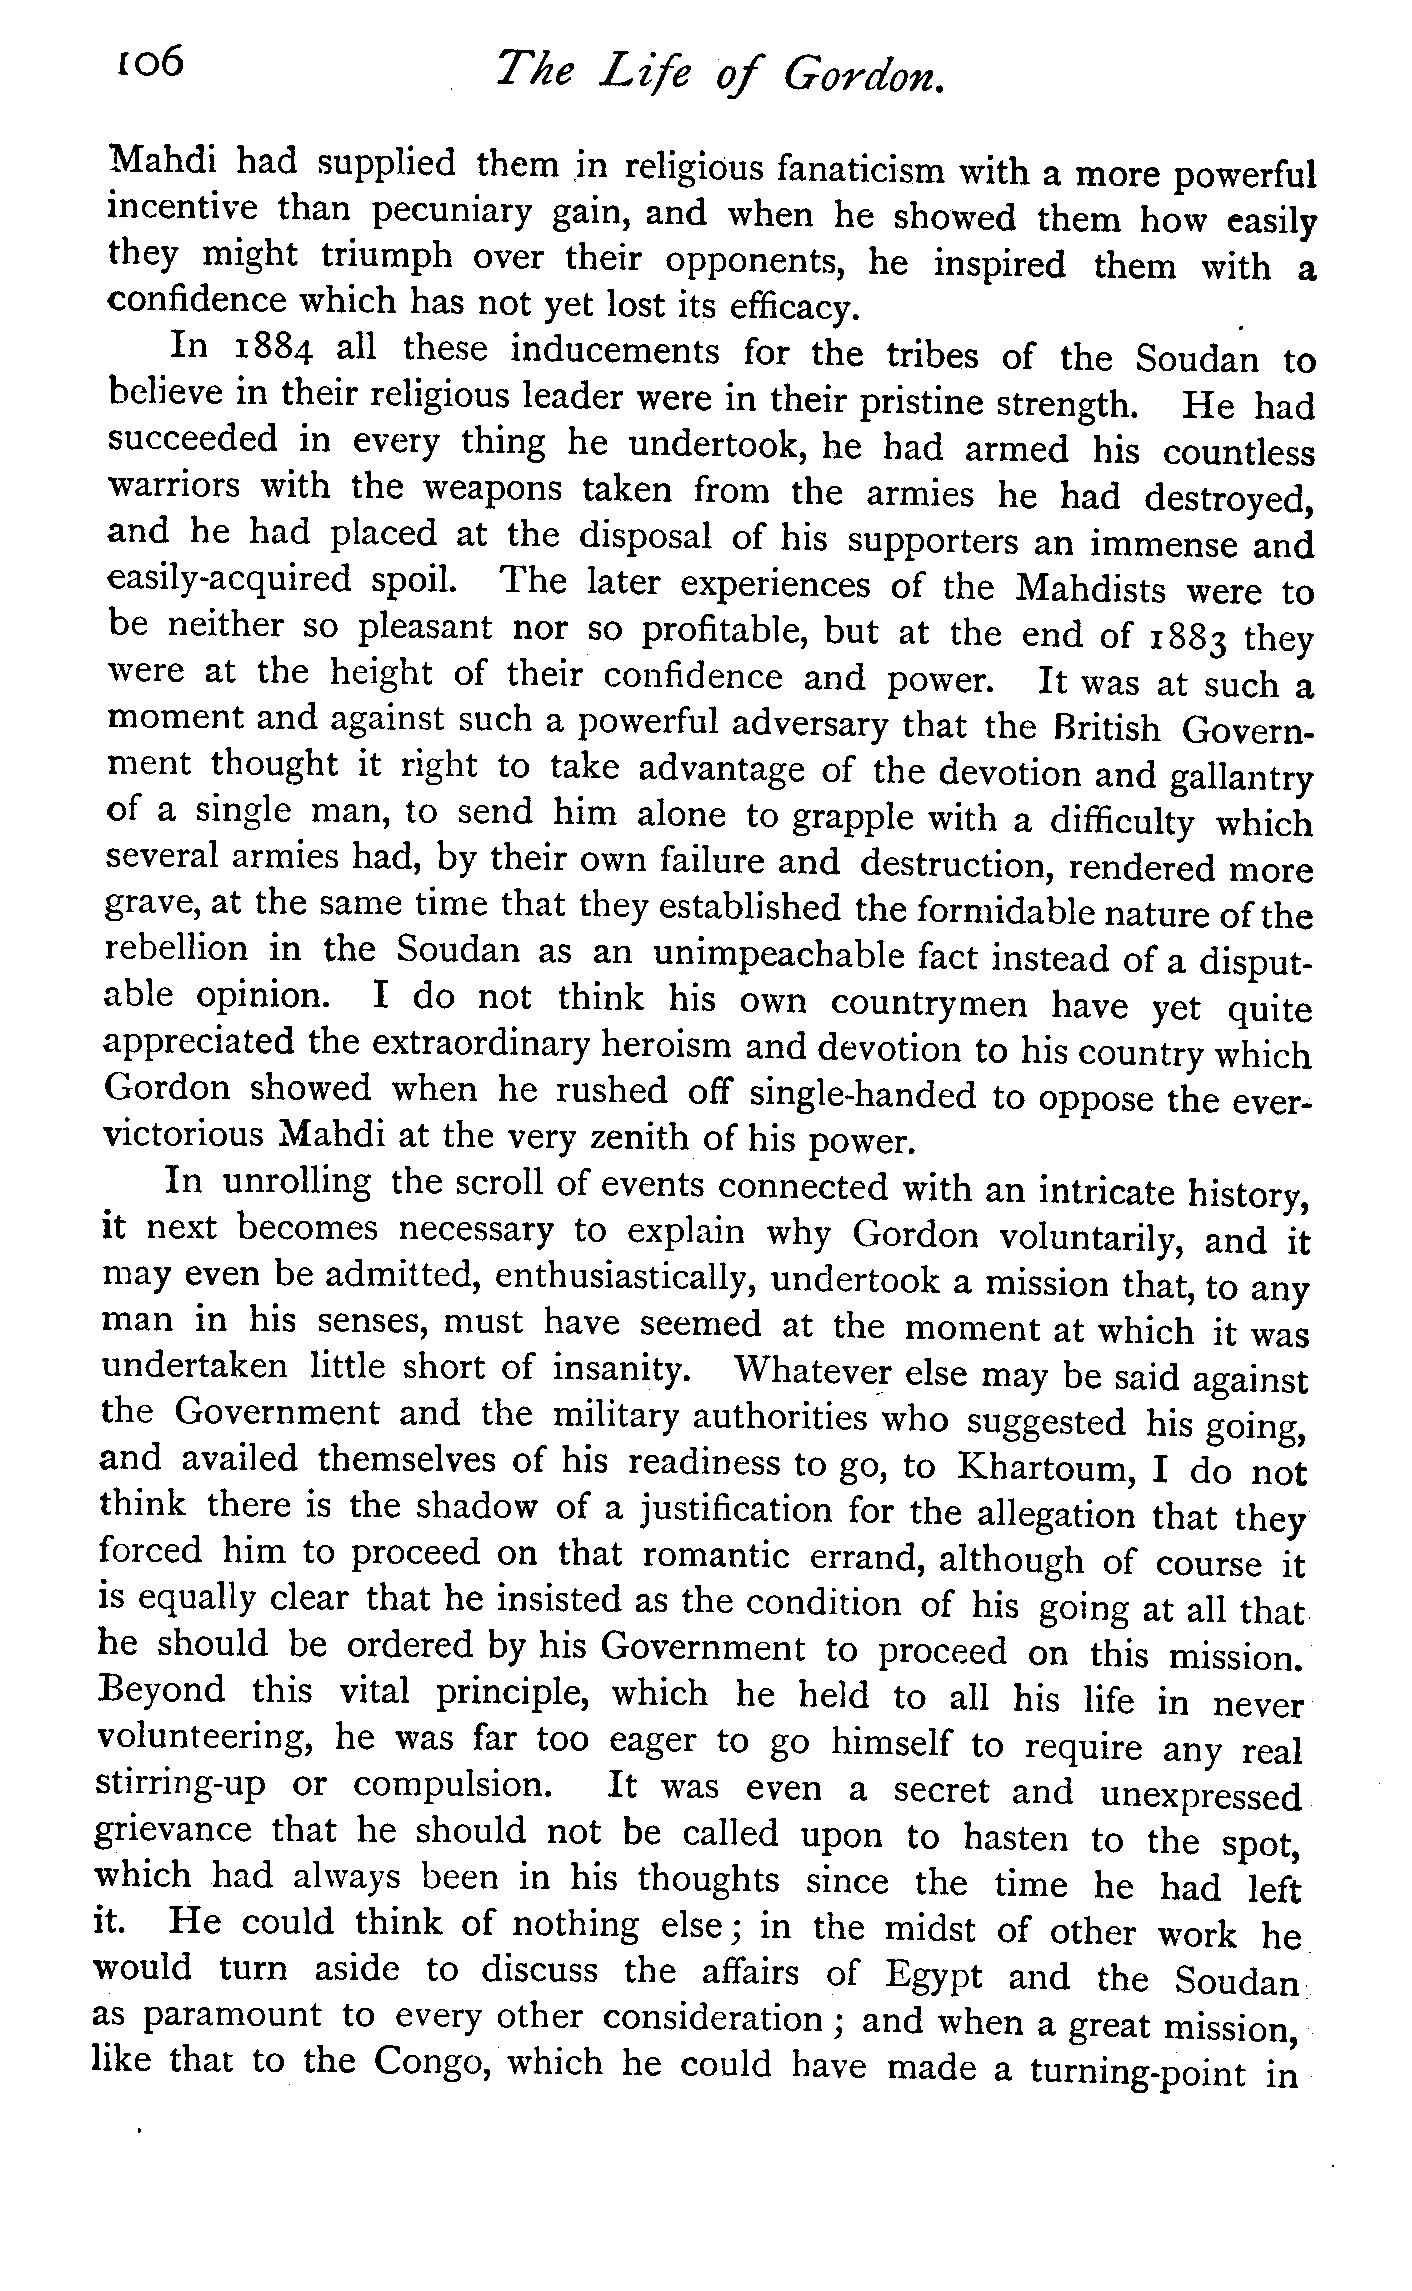 106 The Life of Gordon.
Mahdi had supplied them in religious fanaticism with a more powerful
incentive than pecuniary gain, and when he showed them how easily
they might triumph over their opponents, he inspired them with a
confidence which has not yet lost its efficacy.
In 1884 all these inducements for the tribes of the Soudan to
believe in their religious leader were in their pristine strength. He had
succeeded in every thing he undertook, he had armed his countless
warriors with the weapons taken from the armies he had destroyed,
and he had placed at the disposal of his supporters an immense and
easily-acquired spoil. The later experiences of the Mahdists were to
be neither so pleasant nor so profitable, but at the end of 1883 they
were at the height of their confidence and power. It was at such a
moment and against such a powerful adversary that the British Govern-
ment thought it right to take advantage of the devotion and gallantry
of a single man, to send him alone to grapple with a difficulty which
several armies had, by their own failure and destruction, rendered more
grave, at the same time that they established the formidable nature of the
rebellion in the Soudan as an unimpeachable fact instead of a disput-
able opinion. I do not think his own countrymen have yet quite
appreciated the extraordinary heroism and devotion to his country which
Gordon showed when he rushed off single-handed to oppose the ever-
victorious Mahdi at the very zenith of his power.
In unrolling the scroll of events connected with an intricate history,
it next becomes necessary to explain why Gordon voluntarily, and it
may even be admitted, enthusiastically, undertook a mission that, to any
man in his senses, must have seemed at the moment at which it was
undertaken little short of insanity. Whatever else may be said against
the Government and the military authorities who suggested his going,
and availed themselves of his readiness to go, to Khartoum, I do not
think there is the shadow of a justification for the allegation that they
forced him to proceed on that romantic errand, although of course it
is equally clear that he insisted as the condition of his going at all that
he should be ordered by his Government to proceed on this mission.
Beyond this vital principle, which he held to all his life in never
volunteering, he was far too eager to go himself to require any real
stirring-up or compulsion. It was even a secret and unexpressed
grievance that he should not be called upon to hasten to the spot,
which had always been in his thoughts since the time he had left
it. He could think of nothing else; in the midst of other work he
would turn aside to discuss the affairs of Egypt and the Soudan
as paramount to every other consideration; and when a great mission,
like that to the Congo, which he could have made a turning-point in